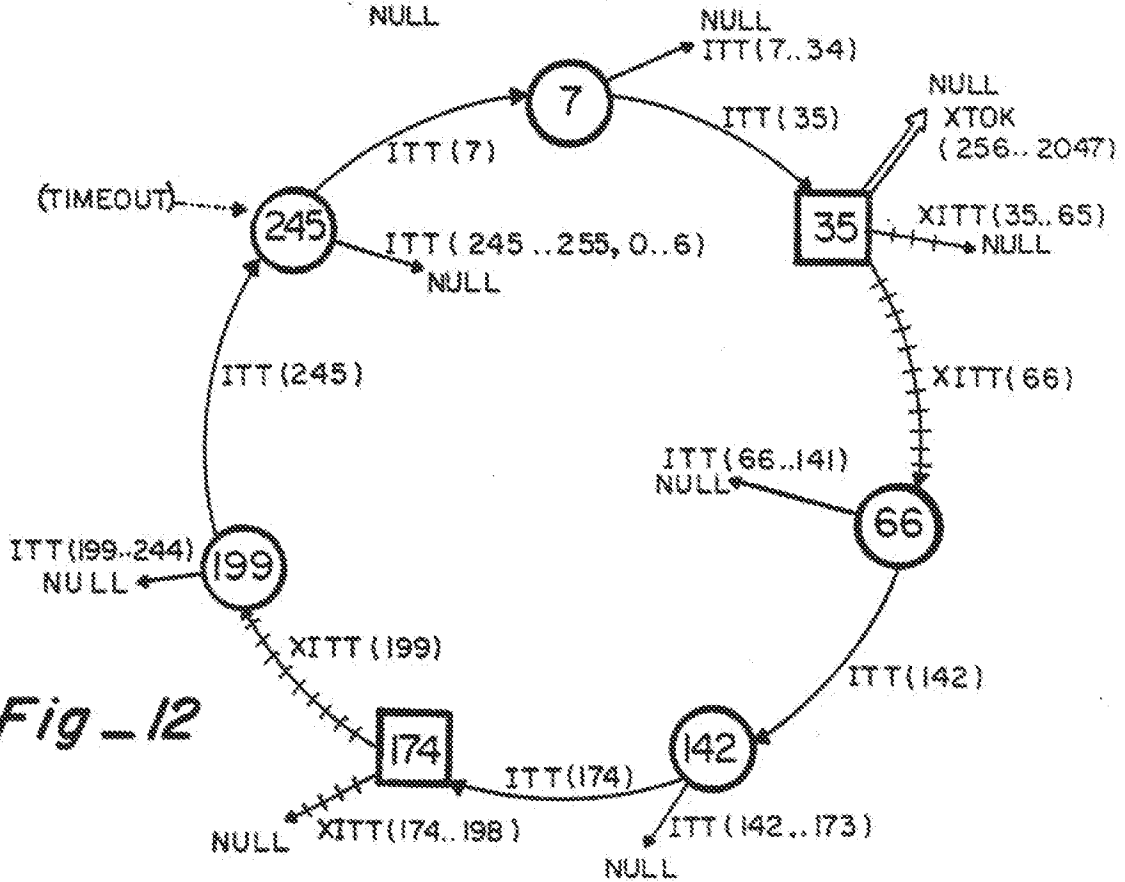 NULL
NULL
ITT(7..34)
7
ITT(35)
NULL
XTOK
(256..2047)
ITT(7)
(TIMEOUT)
245
35
XITT(35..65)
NULL
ITT(245..255, 0..6)
NULL
ITT(245)
XITT(66)
ITT(66..141)
NULL
66
ITT(199..244)
NULL
199
XITT(199)
ITT(142)
Fig_12
174
142
ITT(174)
NULL
XITT(174..198)
ITT(142..173)
NULL